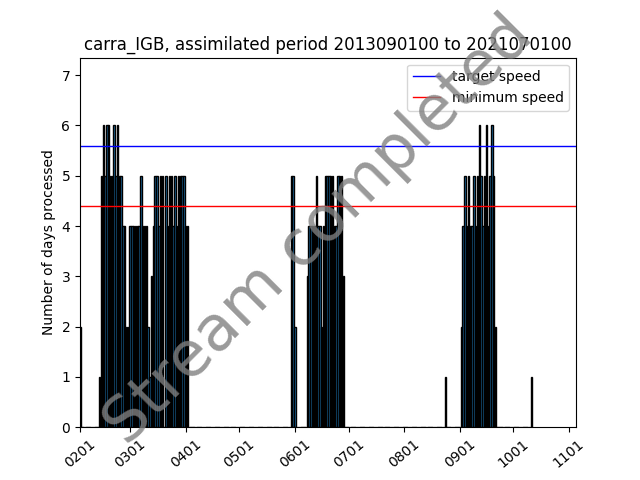 carra_IGB, assimilated period 2013090100 to 2021070100
target speed
minimum speed
Number of days processed
7
6
5
4
3
2
1
0
0201 0301 0401 0501 0601 0701 0801 0901 1001 1101
Stream completed